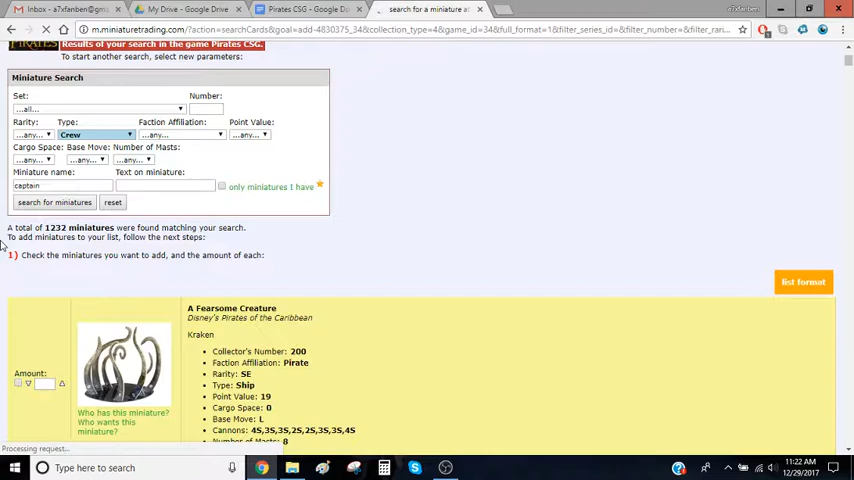 Inbox - a7xfanben@gm
My Drive - Google Drive
Pirates CSG - Google Do
search for a miniature at
m.miniaturetrading.com/?action=searchCards&goal=add-4830375_34&collection_type=4&game_id=34&full_format=1&filter_series_id=&filter_number=&filter_rar
PIRATES Results of your search in the game Pirates CSG.
To start another search, select new parameters:
Miniature Search
Set: Number:
...all...
Rarity: Type: Faction Affiliation: Point Value:
...any... Crew ...any... ...any...
Cargo Space: Base Move: Number of Masts:
...any... ...any... ...any...
Miniature name: Text on miniature:
captain only miniatures I have
search for miniatures reset
A total of 1232 miniatures were found matching your search.
To add miniatures to your list, follow the next steps:
1) Check the miniatures you want to add, and the amount of each:
list format
A Fearsome Creature
Disney's Pirates of the Caribbean
Kraken
Collector's Number: 200
Faction Affiliation: Pirate
Rarity: SE
Type: Ship
Point Value: 19
Cargo Space: 0
Base Move: L
Cannons: 4S,3S,3S,2S,2S,3S,3S,4S
Number of Masts: 8
Amount:
Who has this miniature?
Who wants this
miniature?
Processing request...
Type here to search
11:22 AM
12/29/2017